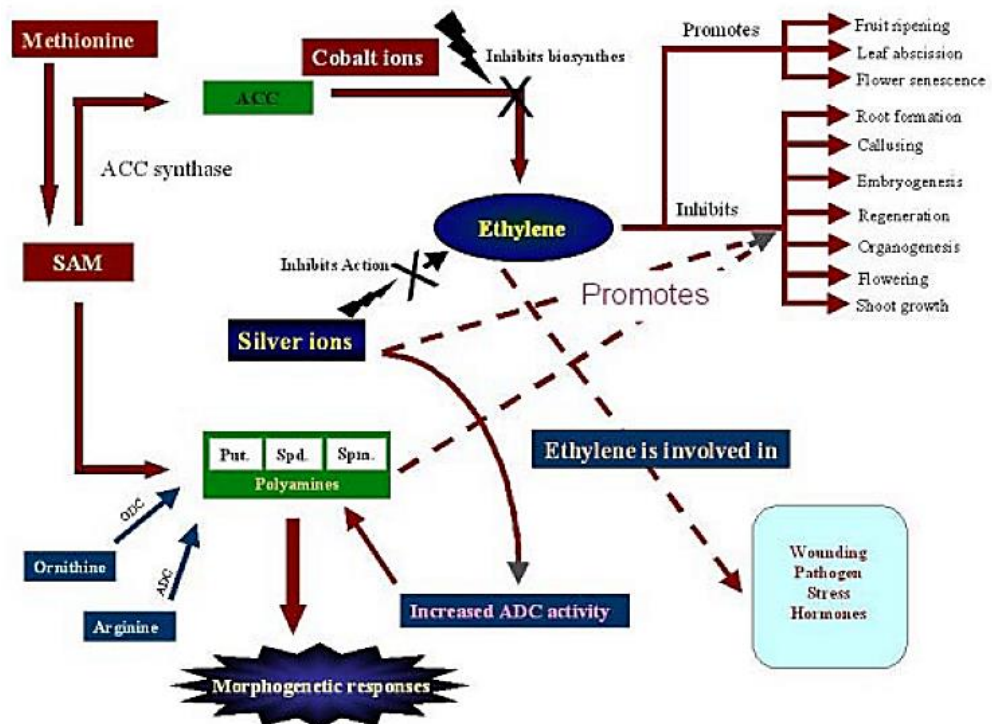 Methionine
Cobalt ions
Inhibits biosynthes
Promotes
Fruit ripening
Leaf abscission
Flower senescence
ACC
ACC synthase
Root formation
Callusing
Embryogenesis
Regeneration
Organogenesis
Flowering
Shoot growth
Ethylene
Inhibits
SAM
Inhibits Action
Promotes
Silver ions
Put.
Spd.
Spm.
Polyamines
Ethylene is involved in
ODC
Ornithine
ADC
Arginine
Increased ADC activity
Wounding
Pathogen
Stress
Hormones
Morphogenetic responses